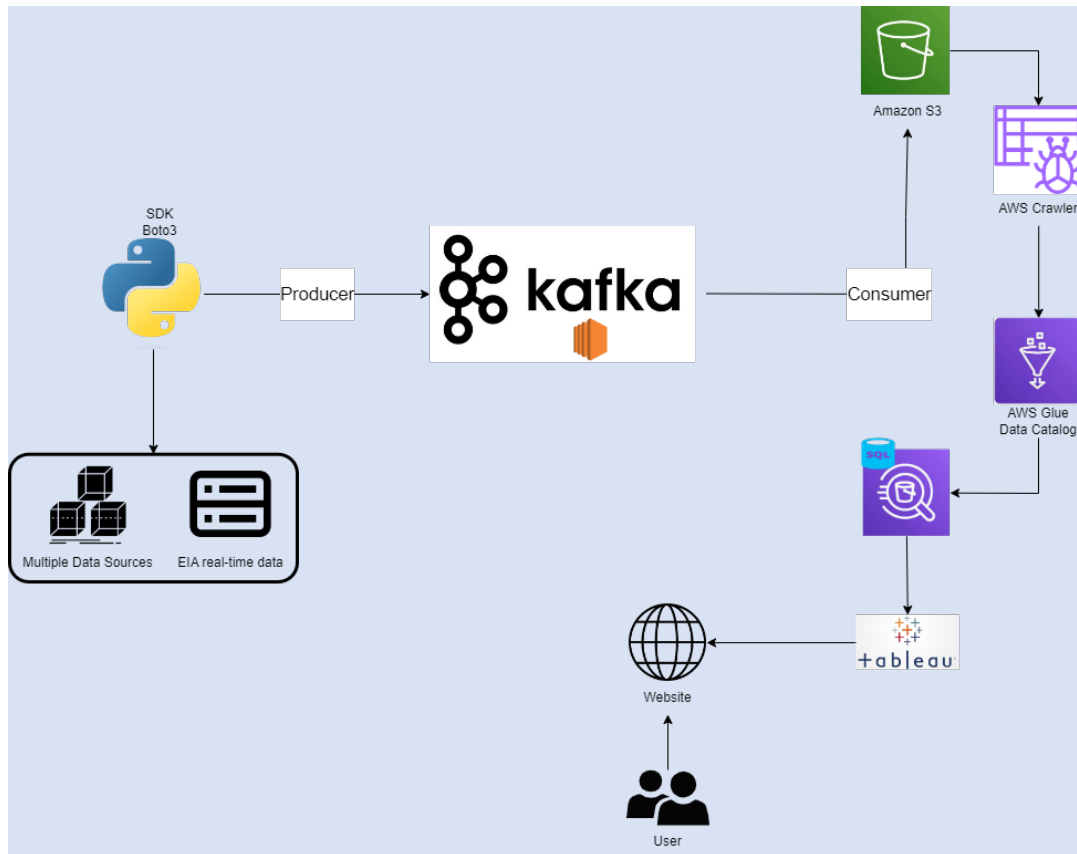 Amazon S3
AWS Crawler
SDK
Boto3
Producer
kafka
Consumer
AWS Glue
Data Catalog
SQL
Multiple Data Sources
EIA real-time data
+ableau
Website
User